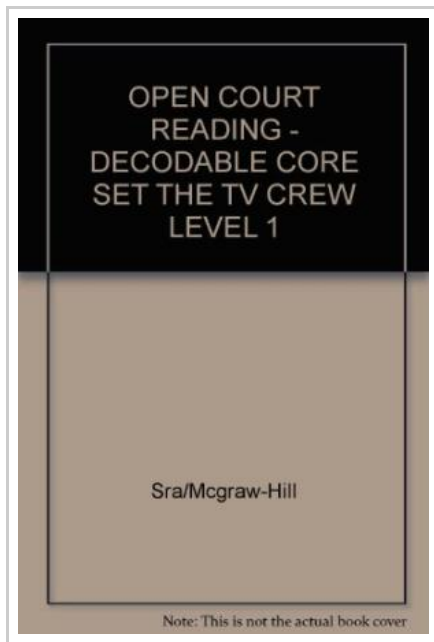 OPEN COURT
READING -
DECODABLE CORE
SET THE TV CREW
LEVEL 1
Sra/Mcgraw-Hill
Note: This is not the actual book cover